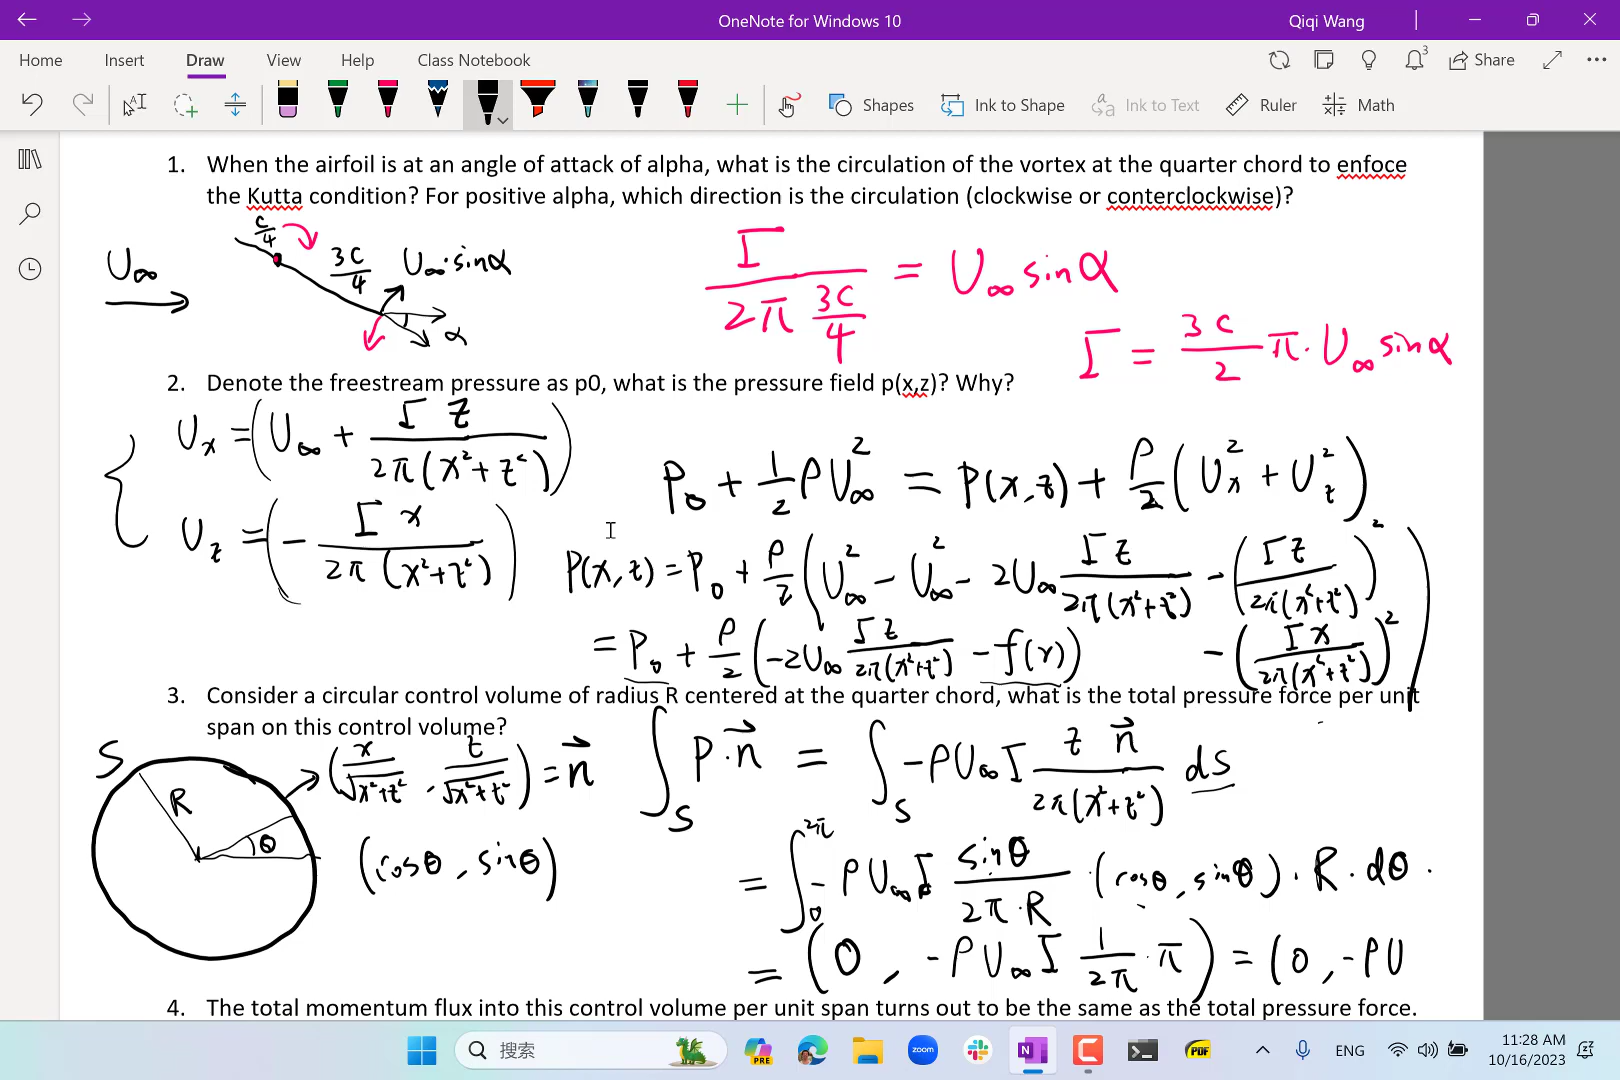 OneNote for Windows 10
Qiqi Wang
Home Insert Draw View Help Class Notebook
3
Share
Shapes Ink to Shape Ink to Text Ruler Math
1. When the airfoil is at an angle of attack of alpha, what is the circulation of the vortex at the quarter chord to enfoce
the Kutta condition? For positive alpha, which direction is the circulation (clockwise or conterclockwise)?
U∞
c/4
3c/4
U∞·sinα
α
Γ/(2π 3c/4) = U∞ sinα
Γ = 3c/2 π· U∞ sinα
2. Denote the freestream pressure as p0, what is the pressure field p(x,z)? Why?
Ux = (U∞ + Γz/(2π(x²+z²)))
Uz = (- Γx/(2π(x²+z²)))
P0 + 1/2 ρU∞² = P(x,z) + ρ/2 (Ux² + Uz²)
P(x,z) = P0 + ρ/2 (U∞² - U∞² - 2U∞ Γz/(2π(x²+z²)) - (Γz/(2π(x²+z²)))² - (Γx/(2π(x²+z²)))²)
= P0 + ρ/2 (-2U∞ Γz/(2π(x²+z²)) - f(r))
3. Consider a circular control volume of radius R centered at the quarter chord, what is the total pressure force per unit
span on this control volume?
S
R
θ
(x/√(x²+z²) , z/√(x²+z²)) = n⃗
(cosθ , sinθ)
∫S P·n⃗ = ∫S -ρU∞Γ z n⃗/(2π(x²+z²)) ds
= ∫0^2π -ρU∞Γ sinθ/(2π·R) ·(cosθ, sinθ)·R·dθ·
= (0 , -ρU∞Γ 1/2π ·π) = (0, -ρU
4. The total momentum flux into this control volume per unit span turns out to be the same as the total pressure force.
搜索
PRE
zoom
PDF
ENG
11:28 AM
10/16/2023